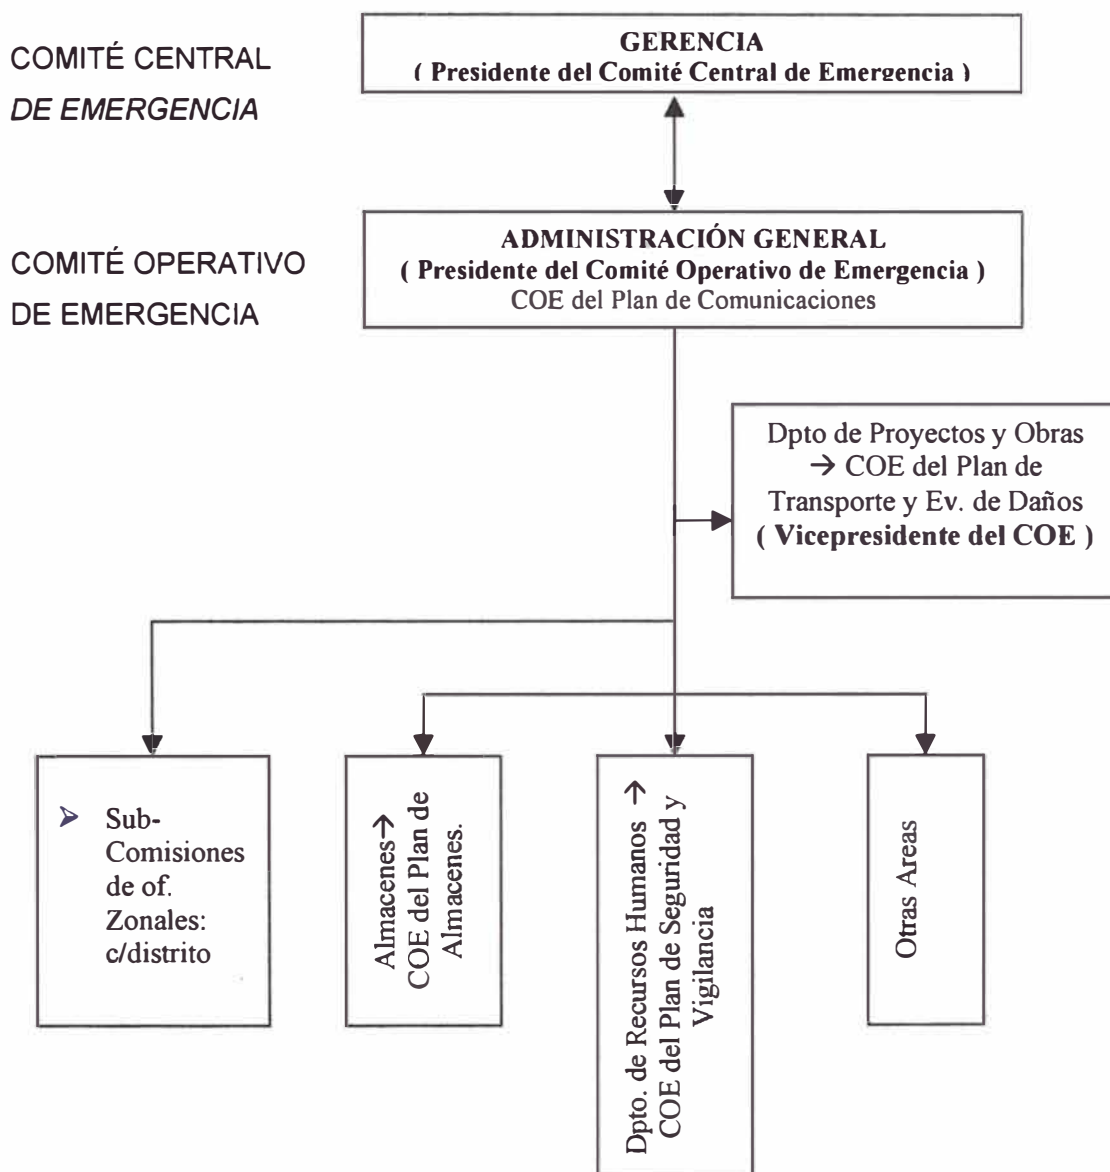 COMITÉ CENTRAL
DE EMERGENCIA
GERENCIA
( Presidente del Comité Central de Emergencia )
COMITÉ OPERATIVO
DE EMERGENCIA
ADMINISTRACIÓN GENERAL
( Presidente del Comité Operativo de Emergencia )
COE del Plan de Comunicaciones
Dpto de Proyectos y Obras
→ COE del Plan de
Transporte y Ev. de Daños
( Vicepresidente del COE )
➢ Sub-
Comisiones
de of.
Zonales:
c/distrito
Almacenes→
COE del Plan de
Almacenes.
Dpto. de Recursos Humanos →
COE del Plan de Seguridad y
Vigilancia
Otras Areas